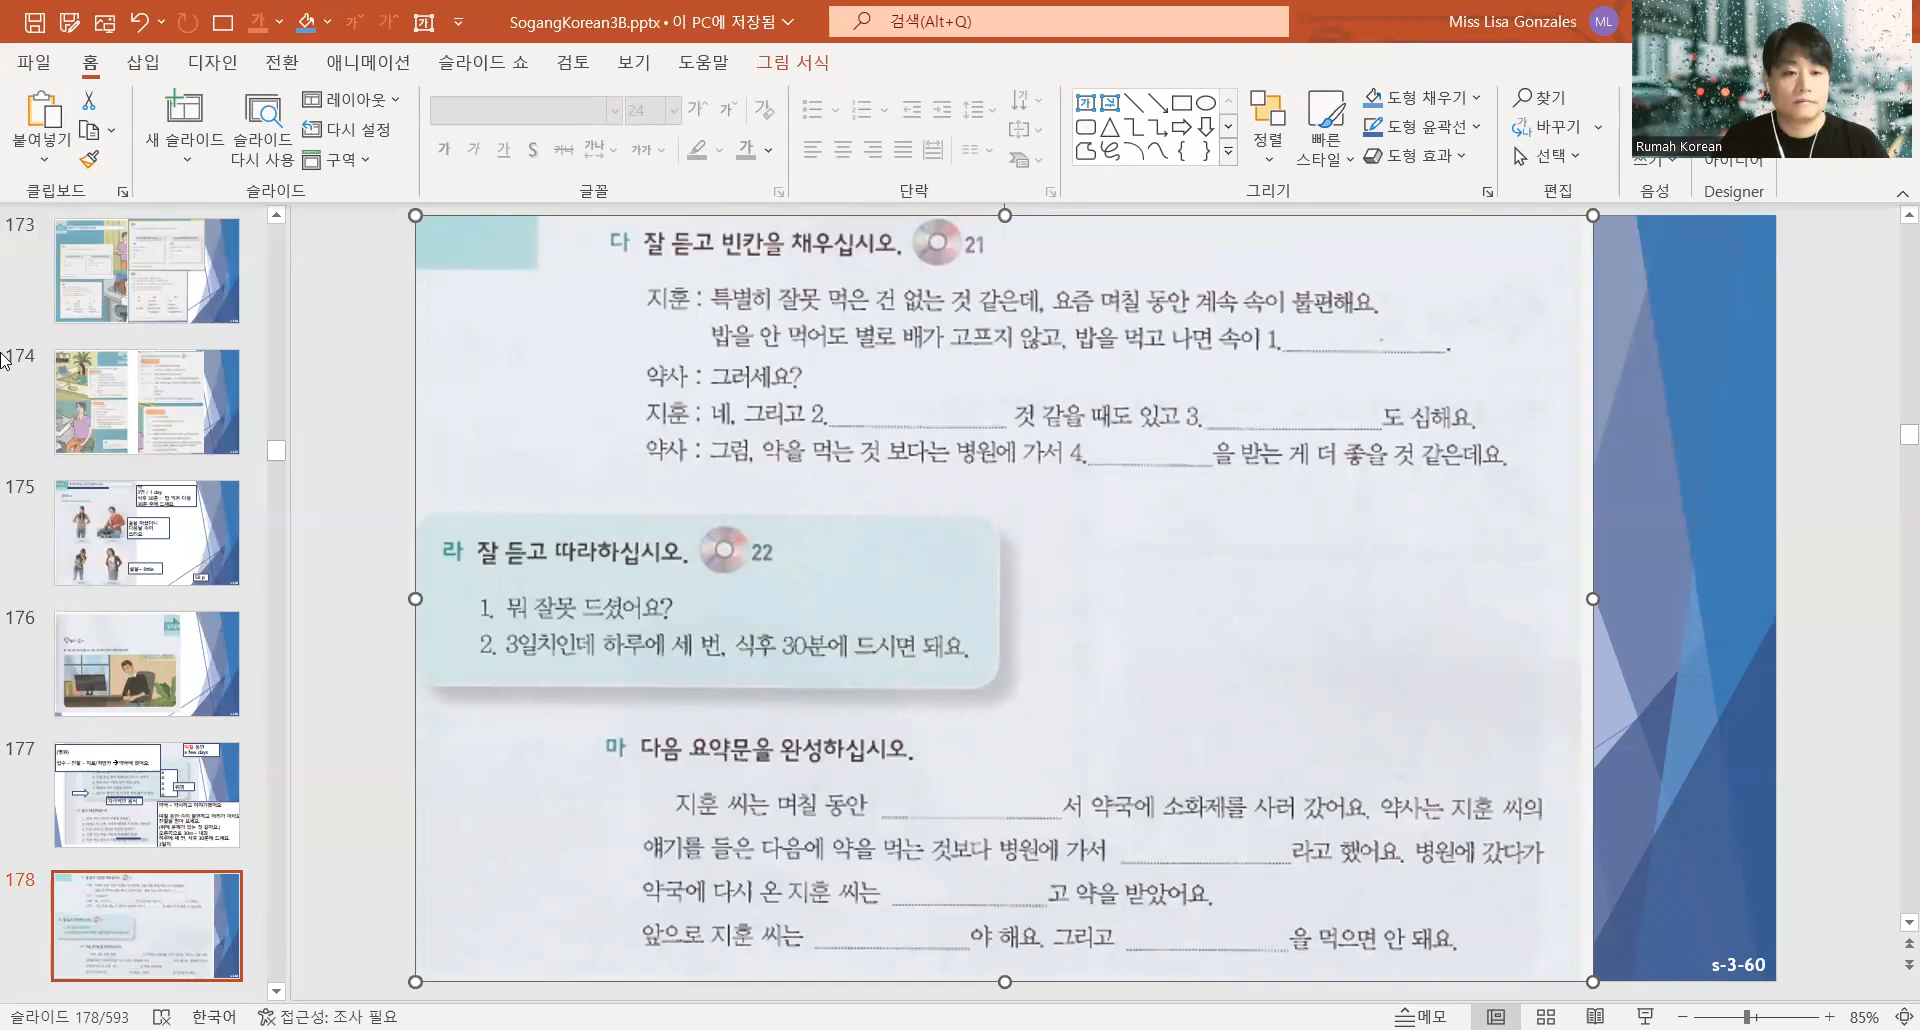 SogangKorean3B.pptx • 이 PC에 저장됨
검색(Alt+Q)
Miss Lisa Gonzales
ML
파일 홈 삽입 디자인 전환 애니메이션 슬라이드 쇼 검토 보기 도움말 그림 서식
붙여넣기
클립보드
새 슬라이드
슬라이드 다시 사용
레이아웃
다시 설정
구역
슬라이드
24
글꼴
단락
정렬
빠른 스타일
도형 채우기
도형 윤곽선
도형 효과
그리기
찾기
바꾸기
선택
편집
음성
Designer
Rumah Korean
173
174
175
176
177
178
다 잘 듣고 빈칸을 채우십시오. 21
지훈 : 특별히 잘못 먹은 건 없는 것 같은데, 요즘 며칠 동안 계속 속이 불편해요.
밥을 안 먹어도 별로 배가 고프지 않고, 밥을 먹고 나면 속이 1. .
약사 : 그러세요?
지훈 : 네, 그리고 2. 것 같을 때도 있고 3. 도 심해요.
약사 : 그럼, 약을 먹는 것 보다는 병원에 가서 4. 을 받는 게 더 좋을 것 같은데요.
라 잘 듣고 따라하십시오. 22
1. 뭐 잘못 드셨어요?
2. 3일치인데 하루에 세 번, 식후 30분에 드시면 돼요.
마 다음 요약문을 완성하십시오.
지훈 씨는 며칠 동안 서 약국에 소화제를 사러 갔어요. 약사는 지훈 씨의
얘기를 들은 다음에 약을 먹는 것보다 병원에 가서 라고 했어요. 병원에 갔다가
약국에 다시 온 지훈 씨는 고 약을 받았어요.
앞으로 지훈 씨는 야 해요. 그리고 을 먹으면 안 돼요.
s-3-60
슬라이드 178/593
한국어
접근성: 조사 필요
메모
85%